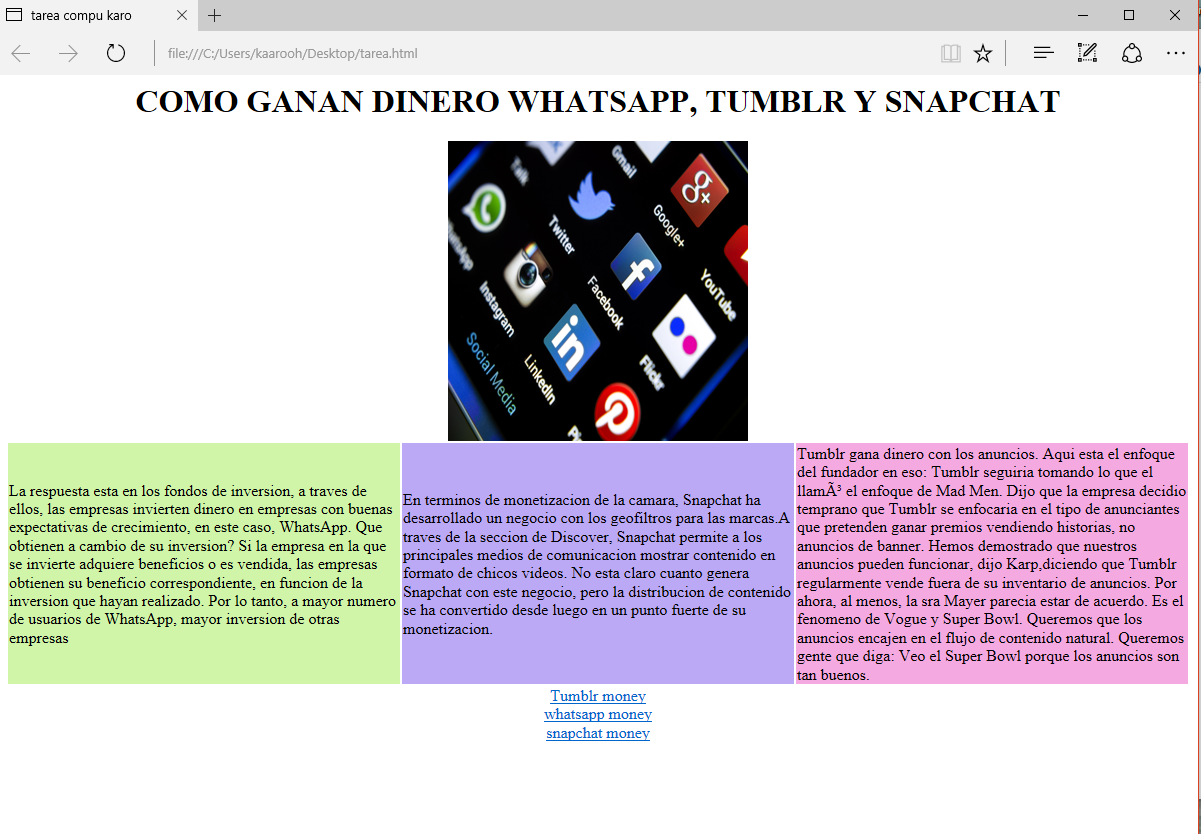 tarea compu karo
file:///C:/Users/kaarooh/Desktop/tarea.html
COMO GANAN DINERO WHATSAPP, TUMBLR Y SNAPCHAT
Talk
Gmail
WhatsApp
Twitter
Google+
Instagram
Facebook
YouTube
Social Media
LinkedIn
Flickr
Pi
La respuesta esta en los fondos de inversion, a traves de
ellos, las empresas invierten dinero en empresas con buenas
expectativas de crecimiento, en este caso, WhatsApp. Que
obtienen a cambio de su inversion? Si la empresa en la que
se invierte adquiere beneficios o es vendida, las empresas
obtienen su beneficio correspondiente, en funcion de la
inversion que hayan realizado. Por lo tanto, a mayor numero
de usuarios de WhatsApp, mayor inversion de otras
empresas
En terminos de monetizacion de la camara, Snapchat ha
desarrollado un negocio con los geofiltros para las marcas.A
traves de la seccion de Discover, Snapchat permite a los
principales medios de comunicacion mostrar contenido en
formato de chicos videos. No esta claro cuanto genera
Snapchat con este negocio, pero la distribucion de contenido
se ha convertido desde luego en un punto fuerte de su
monetizacion.
Tumblr gana dinero con los anuncios. Aqui esta el enfoque
del fundador en eso: Tumblr seguiria tomando lo que el
llamÃ³ el enfoque de Mad Men. Dijo que la empresa decidio
temprano que Tumblr se enfocaria en el tipo de anunciantes
que pretenden ganar premios vendiendo historias, no
anuncios de banner. Hemos demostrado que nuestros
anuncios pueden funcionar, dijo Karp,diciendo que Tumblr
regularmente vende fuera de su inventario de anuncios. Por
ahora, al menos, la sra Mayer parecia estar de acuerdo. Es el
fenomeno de Vogue y Super Bowl. Queremos que los
anuncios encajen en el flujo de contenido natural. Queremos
gente que diga: Veo el Super Bowl porque los anuncios son
tan buenos.
Tumblr money
whatsapp money
snapchat money